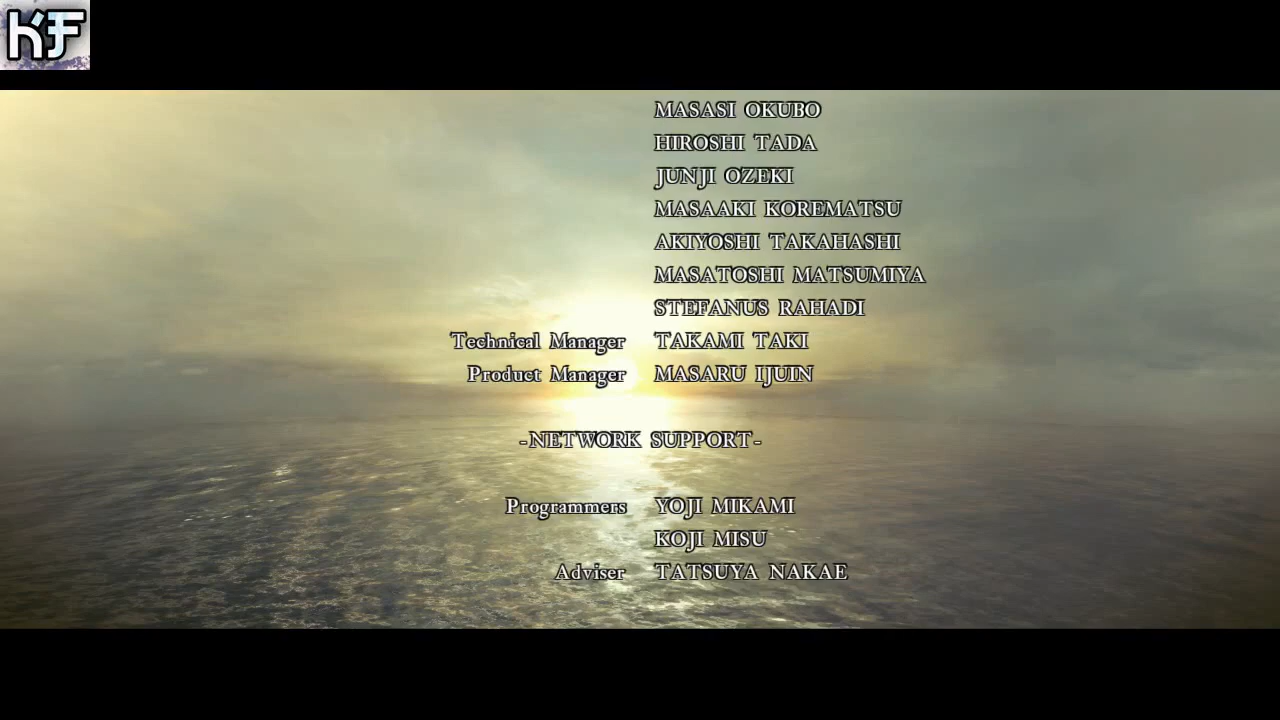 KF
MASASI OKUBO
HIROSHI TADA
JUNJI OZEKI
MASAAKI KOREMATSU
AKIYOSHI TAKAHASHI
MASATOSHI MATSUMIYA
STEFANUS RAHADI
Technical Manager TAKAMI TAKI
Product Manager MASARU IJUIN
-NETWORK SUPPORT-
Programmers YOJI MIKAMI
KOJI MISU
Adviser TATSUYA NAKAE